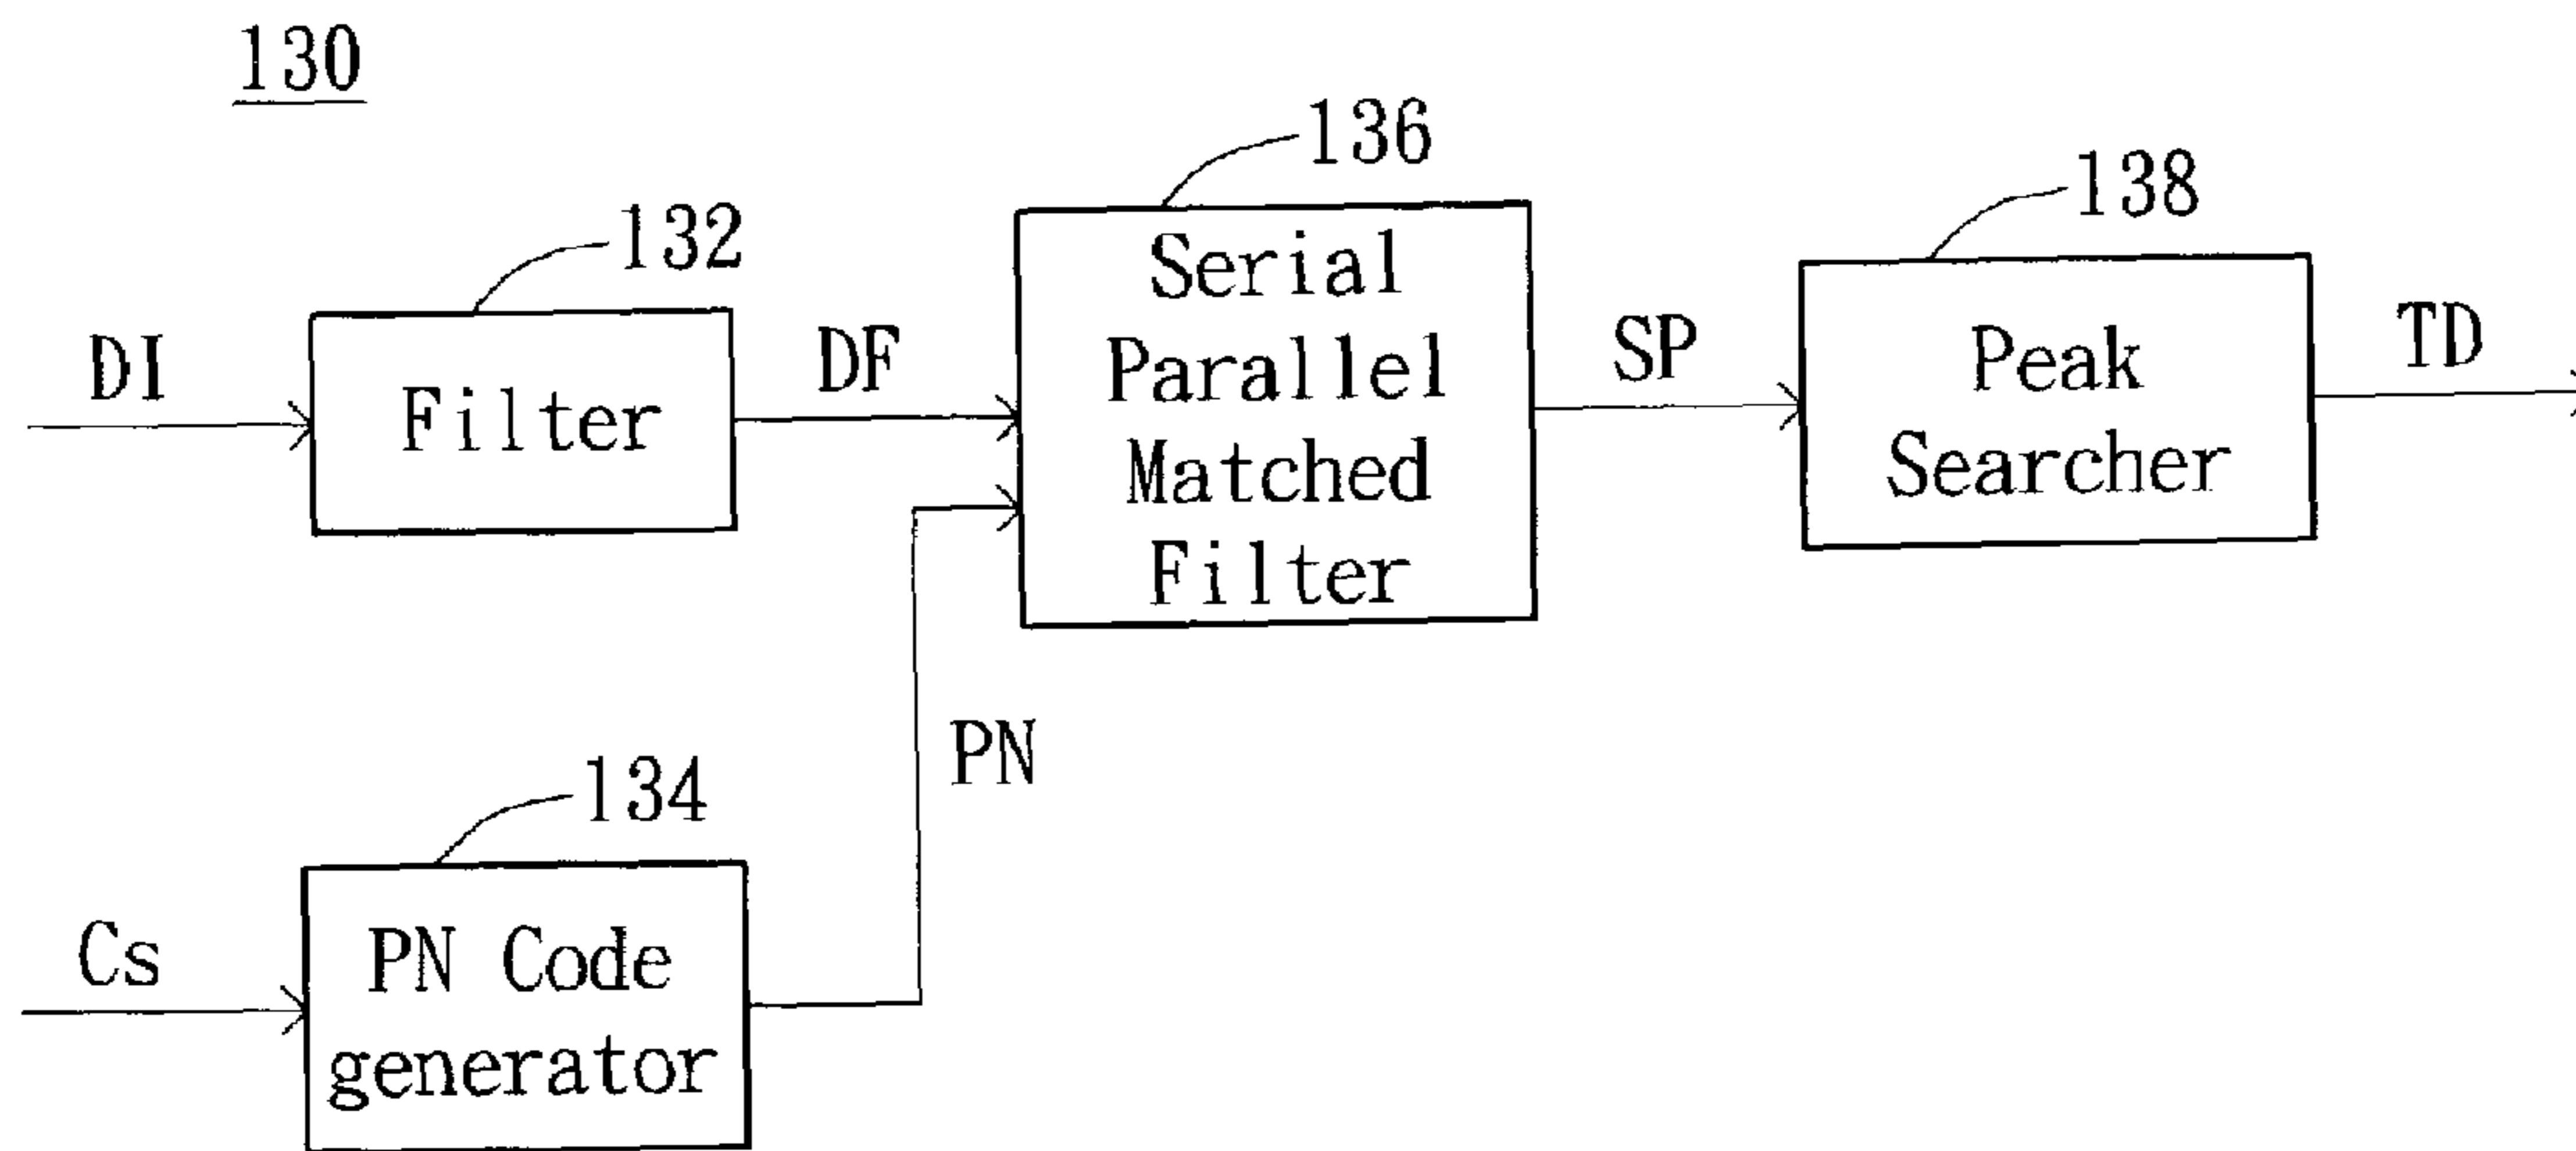 130
132
DI
Filter
DF
136
Serial
Parallel
Matched
Filter
SP
138
Peak
Searcher
TD
PN
134
Cs
PN Code
generator